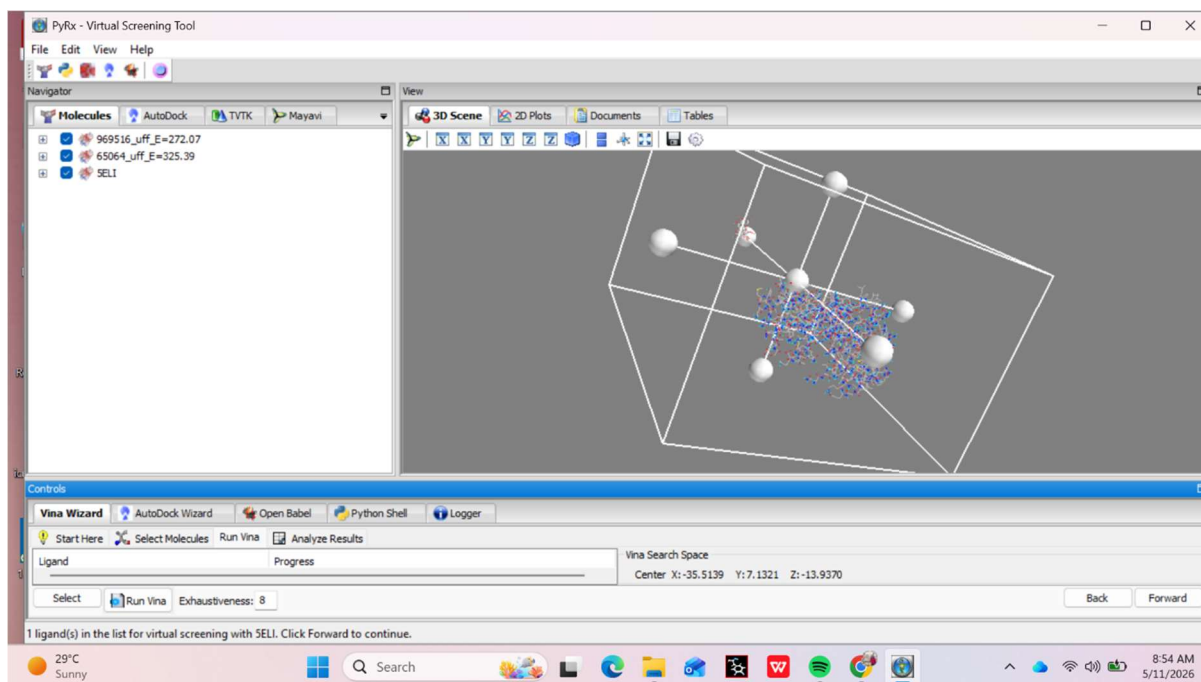 PyRx - Virtual Screening Tool
File Edit View Help
Navigator
View
Molecules AutoDock TVTK Mayavi
3D Scene 2D Plots Documents Tables
969516_uff_E=272.07
65064_uff_E=325.39
5ELI
Controls
Vina Wizard AutoDock Wizard Open Babel Python Shell Logger
Start Here Select Molecules Run Vina Analyze Results
Ligand Progress
Vina Search Space
Center X:-35.5139 Y:7.1321 Z:-13.9370
Select Run Vina Exhaustiveness: 8 Back Forward
1 ligand(s) in the list for virtual screening with 5ELI. Click Forward to continue.
29°C
Sunny
Search
8:54 AM
5/11/2026